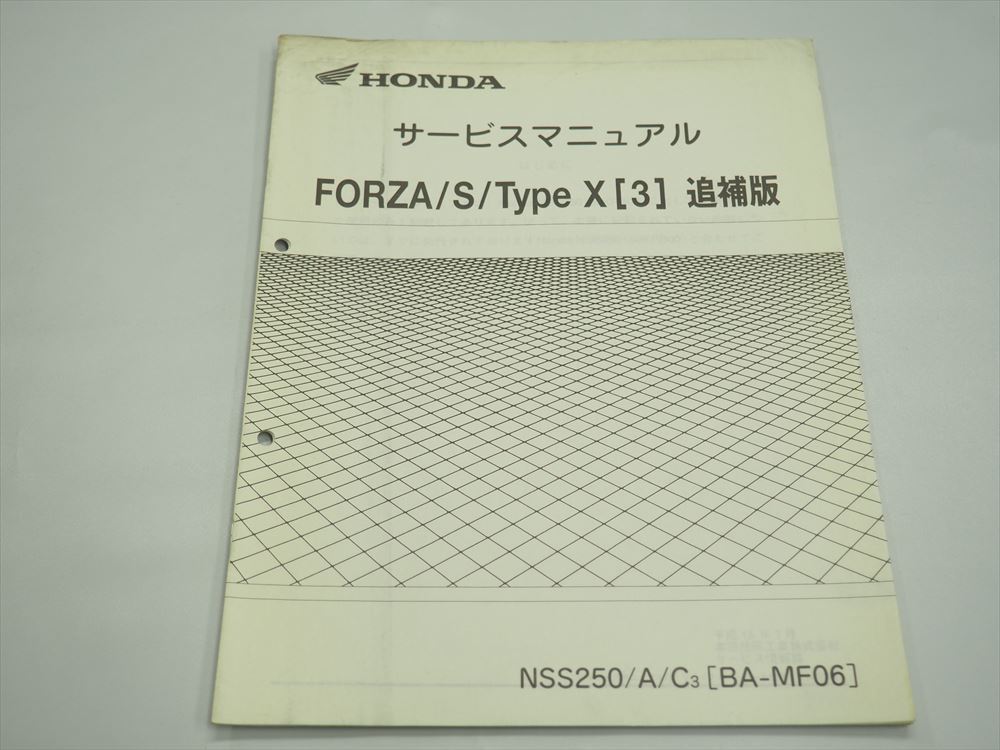 HONDA
サービスマニュアル
FORZA/S/Type X[3] 追補版
NSS250/A/C₃[BA-MF06]